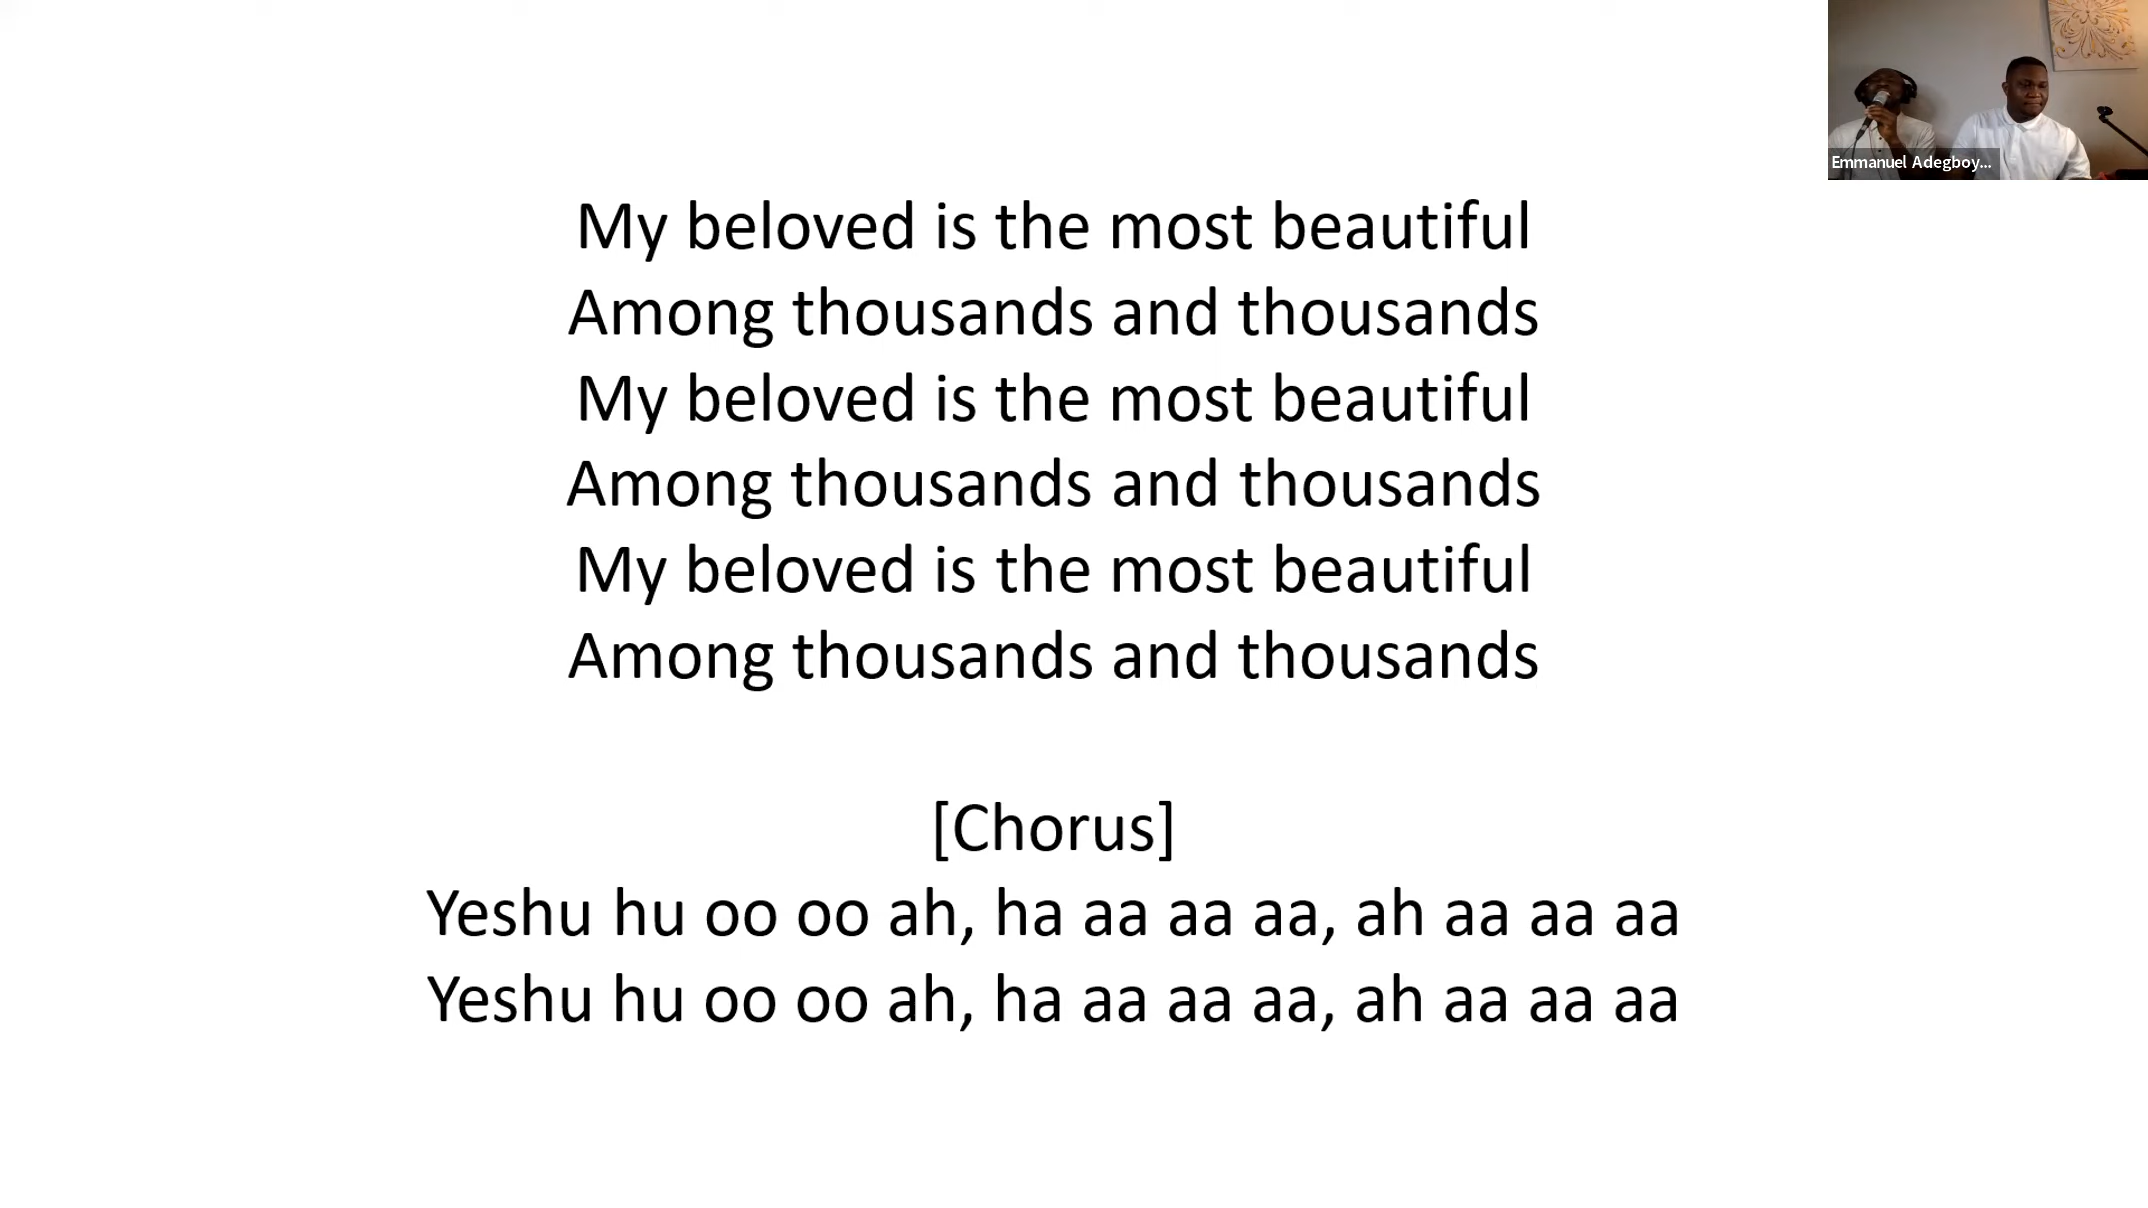 My beloved is the most beautiful
Among thousands and thousands
My beloved is the most beautiful
Among thousands and thousands
My beloved is the most beautiful
Among thousands and thousands
[Chorus]
Yeshu hu oo oo ah, ha aa aa aa, ah aa aa aa
Yeshu hu oo oo ah, ha aa aa aa, ah aa aa aa
Emmanuel Adegboy...